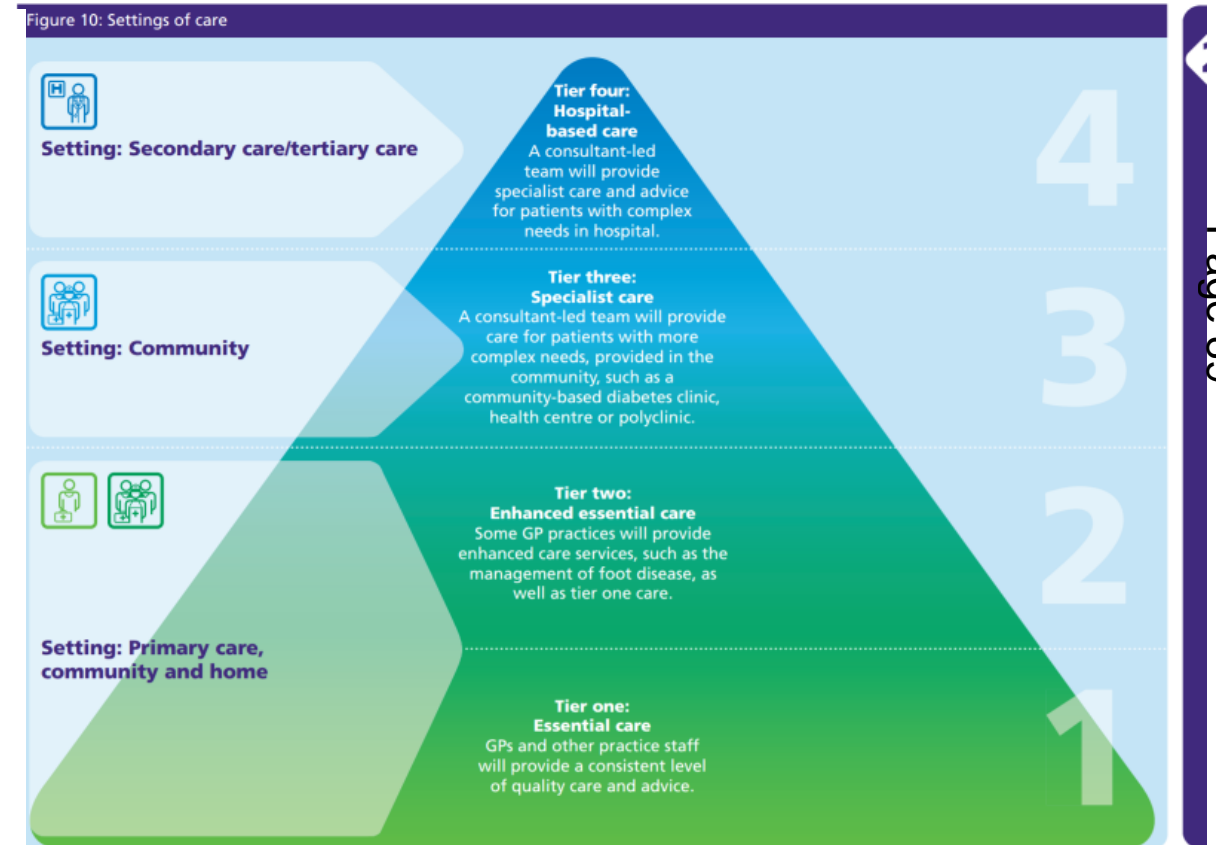 Figure 10: Settings of care
H
Setting: Secondary care/tertiary care
Tier four:
Hospital-
based care
A consultant-led
team will provide
specialist care and advice
for patients with complex
needs in hospital.
4
Setting: Community
Tier three:
Specialist care
A consultant-led team will provide
care for patients with more
complex needs, provided in the
community, such as a
community-based diabetes clinic,
health centre or polyclinic.
3
Tier two:
Enhanced essential care
Some GP practices will provide
enhanced care services, such as the
management of foot disease, as
well as tier one care.
2
Setting: Primary care,
community and home
Tier one:
Essential care
GPs and other practice staff
will provide a consistent level
of quality care and advice.
1